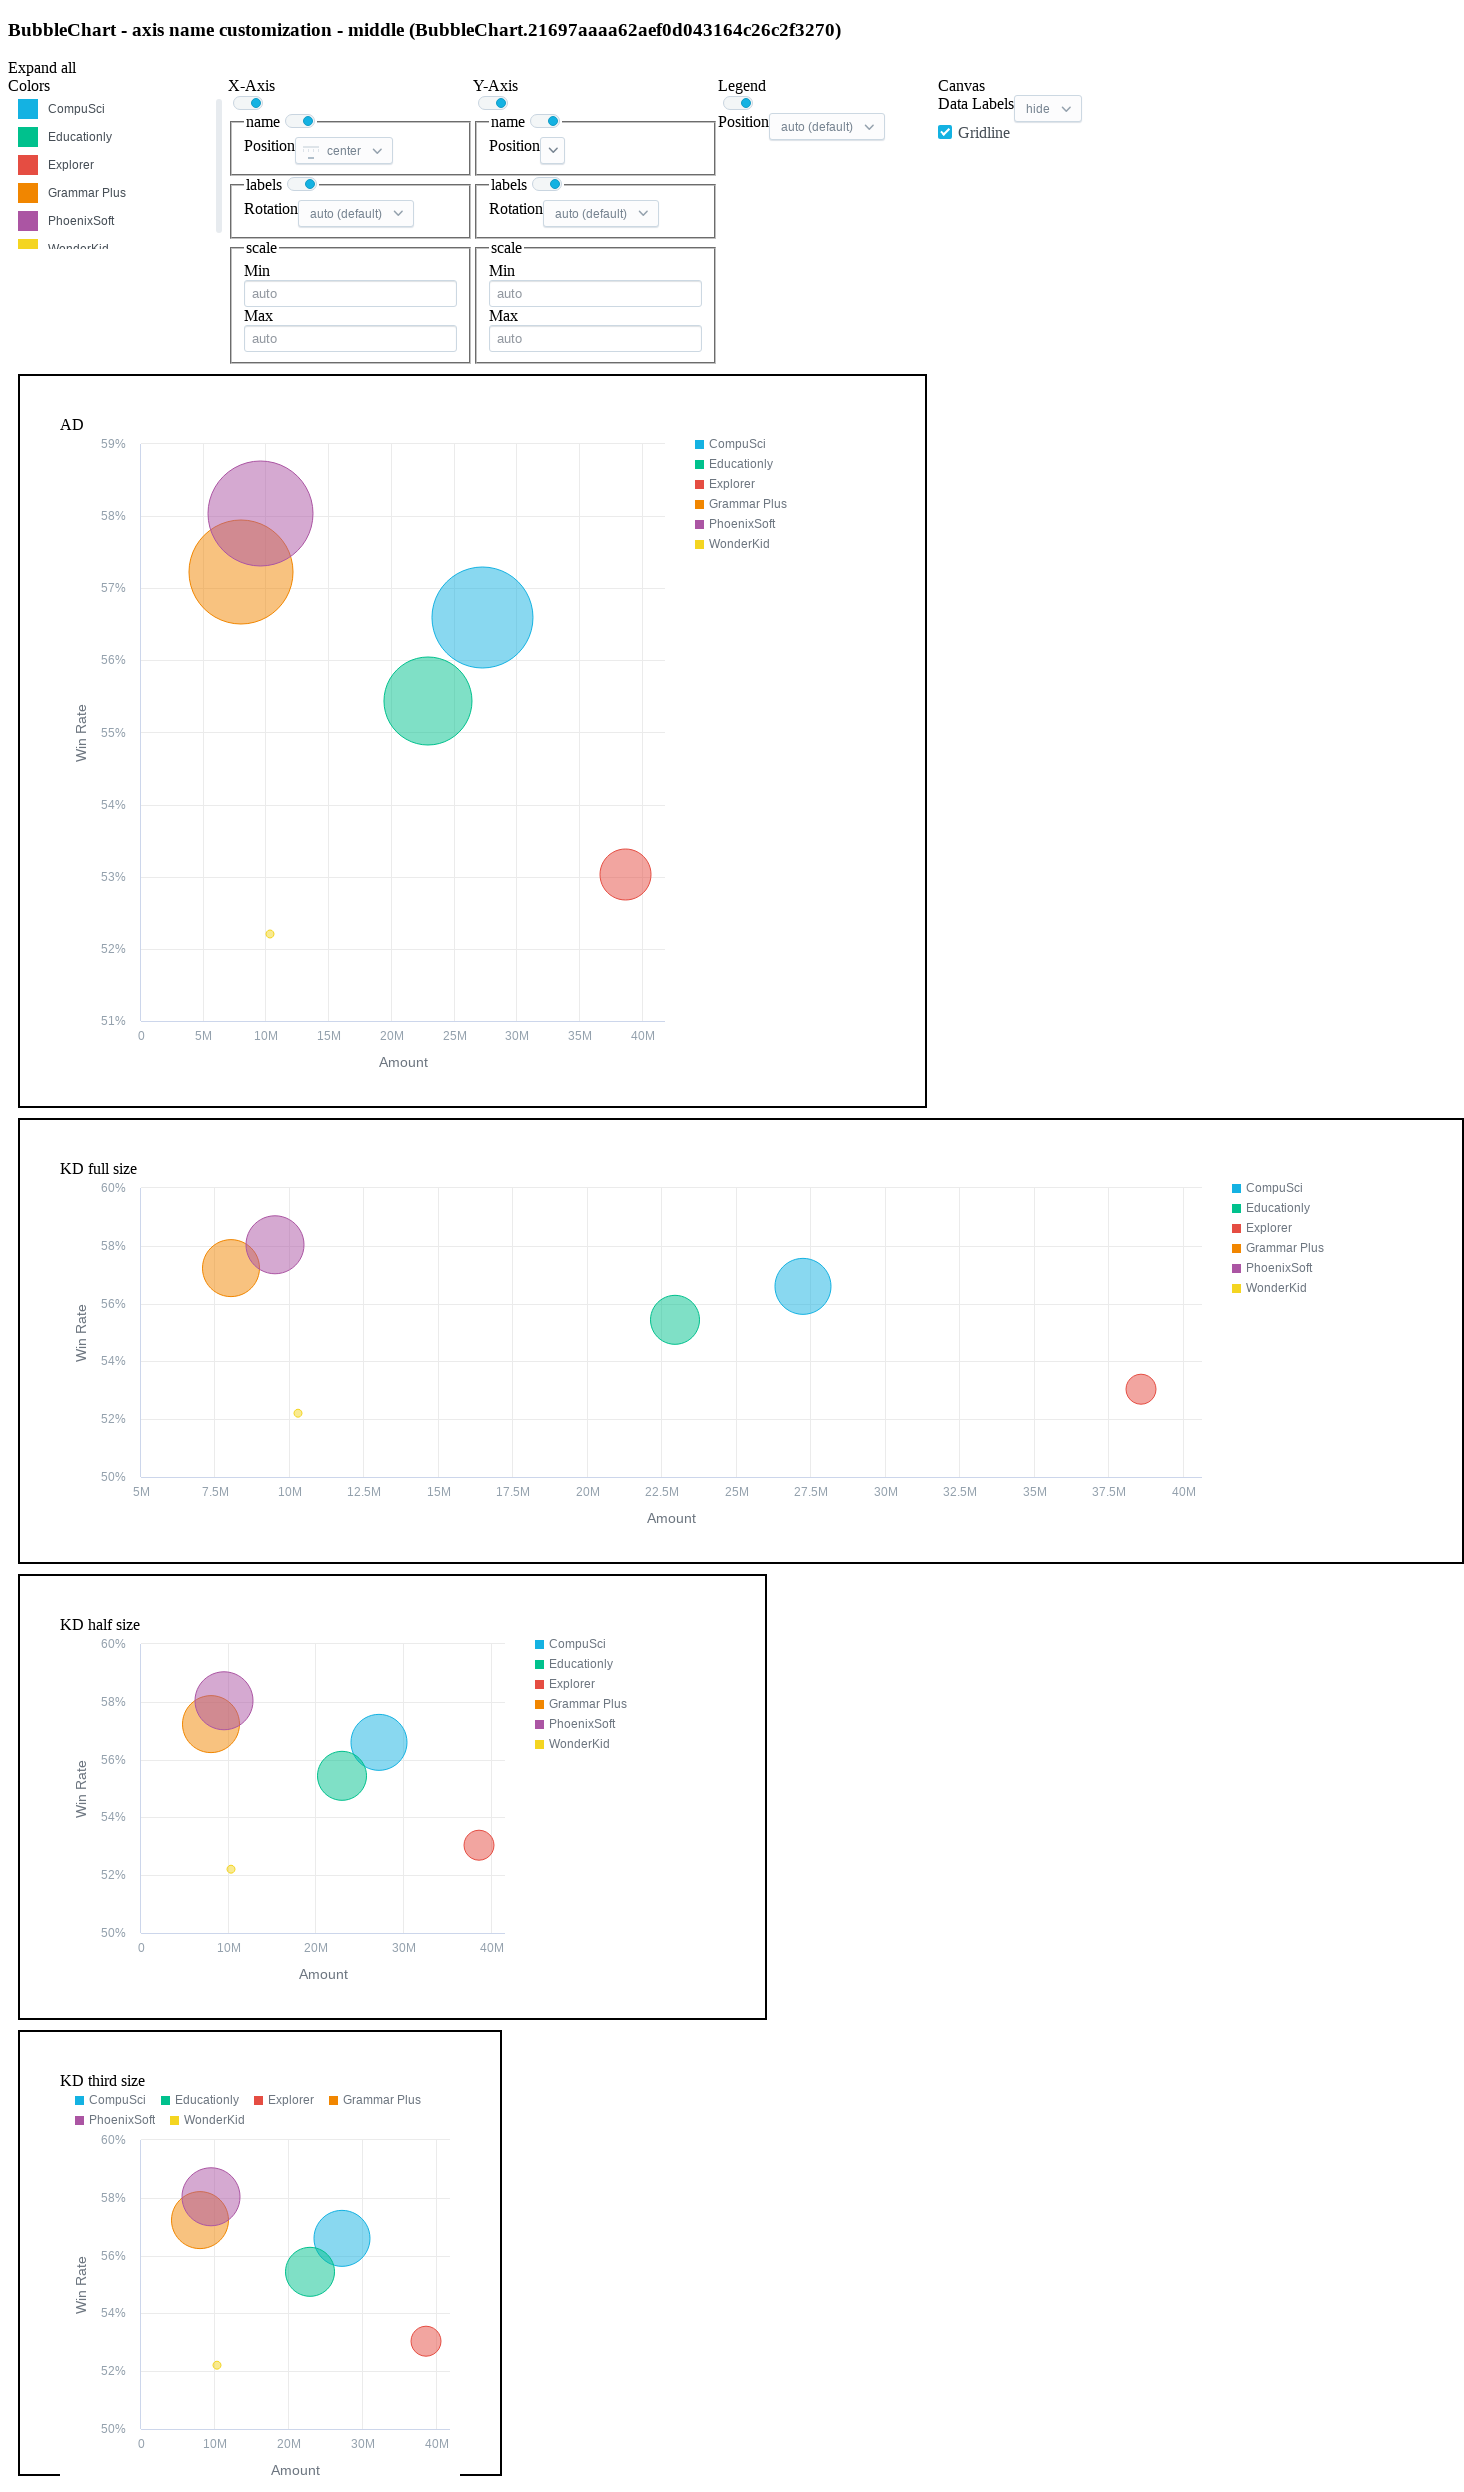 BubbleChart - axis name customization - middle (BubbleChart.21697aaaa62aef0d043164c26c2f3270)
Expand all
Colors
CompuSci
Educationly
Explorer
Grammar Plus
PhoenixSoft
WonderKid
X-Axis
name
Position center
labels
Rotation auto (default)
scale
Min
auto
Max
auto
Y-Axis
name
Position
labels
Rotation auto (default)
scale
Min
auto
Max
auto
Legend
Position auto (default)
Canvas
Data Labels hide
Gridline
AD
59%
58%
57%
56%
55%
54%
53%
52%
51%
Win Rate
0 5M 10M 15M 20M 25M 30M 35M 40M
Amount
CompuSci
Educationly
Explorer
Grammar Plus
PhoenixSoft
WonderKid
KD full size
60%
58%
56%
54%
52%
50%
Win Rate
5M 7.5M 10M 12.5M 15M 17.5M 20M 22.5M 25M 27.5M 30M 32.5M 35M 37.5M 40M
Amount
CompuSci
Educationly
Explorer
Grammar Plus
PhoenixSoft
WonderKid
KD half size
60%
58%
56%
54%
52%
50%
Win Rate
0 10M 20M 30M 40M
Amount
CompuSci
Educationly
Explorer
Grammar Plus
PhoenixSoft
WonderKid
KD third size
CompuSci Educationly Explorer Grammar Plus
PhoenixSoft WonderKid
60%
58%
56%
54%
52%
50%
Win Rate
0 10M 20M 30M 40M
Amount